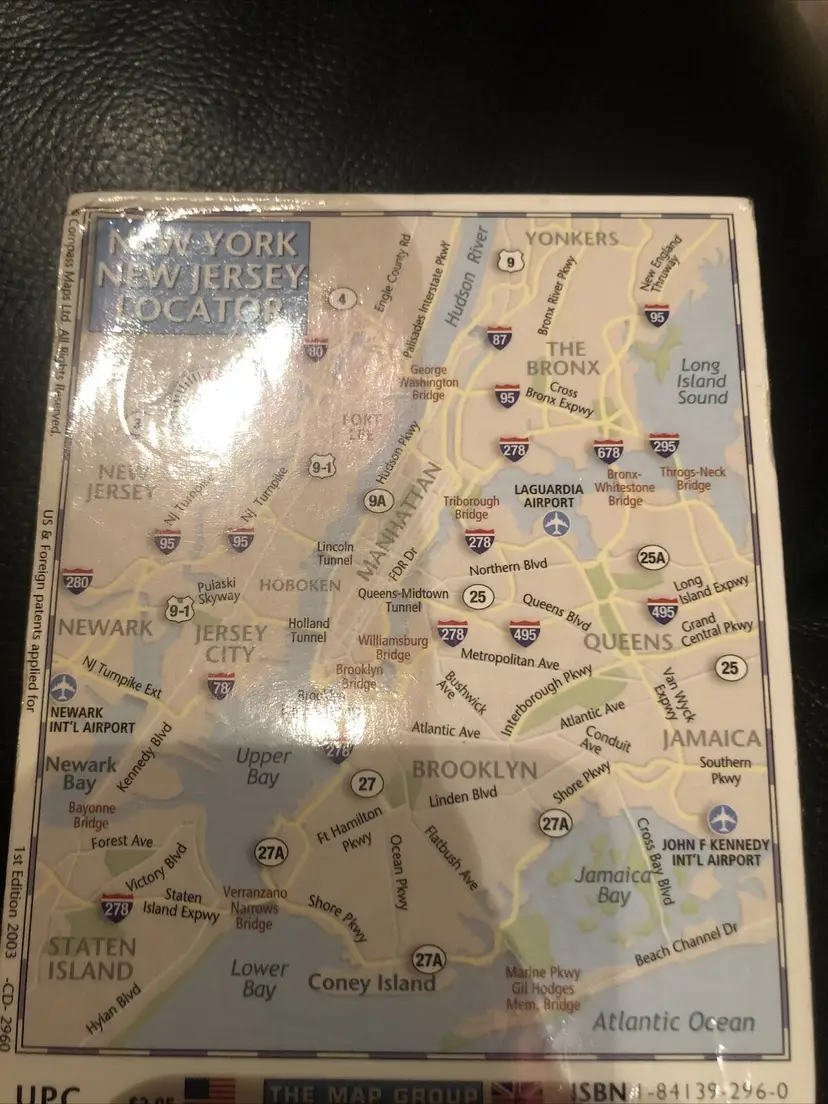 NEW YORK
NEW JERSEY
LOCATOR
Compass Maps Ltd. All Rights Reserved.
US & Foreign patents applied for
1st Edition 2003 -CD- 2960
Hudson River
YONKERS
9
Engle County Rd
Palisades Interstate Pkwy
Bronx River Pkwy
New England
Thruway
4
95
80
87
THE
BRONX
Long
Island
Sound
George
Washington
Bridge
95
Cross
Bronx Expwy
3
FORT
LEE
Hudson Pkwy
278
678
295
NEW
JERSEY
9-1
Bronx-
Whitestone
Bridge
Throgs-Neck
Bridge
NJ Turnpike
NJ Turnpike
9A
MANHATTAN
Triborough
Bridge
LAGUARDIA
AIRPORT
95
95
278
Lincoln
Tunnel
FDR Dr
Northern Blvd
25A
280
Pulaski
Skyway
HOBOKEN
Queens-Midtown
Tunnel
25
Queens Blvd
Long
Island Expwy
495
9-1
NEWARK
JERSEY
CITY
Holland
Tunnel
Williamsburg
Bridge
278
495
QUEENS
Grand
Central Pkwy
Metropolitan Ave
25
NJ Turnpike Ext
78
Brooklyn
Bridge
Bushwick
Ave
Interborough Pkwy
Van Wyck
Expwy
NEWARK
INT'L AIRPORT
278
Atlantic Ave
Atlantic Ave
Conduit
Ave
JAMAICA
Kennedy Blvd
Newark
Bay
Upper
Bay
BROOKLYN
Southern
Pkwy
27
Linden Blvd
Shore Pkwy
Bayonne
Bridge
Ft Hamilton
Pkwy
27A
JOHN F KENNEDY
INT'L AIRPORT
Forest Ave
Victory Blvd
27A
Ocean Pkwy
Flatbush Ave
Cross Bay Blvd
Jamaica
Bay
278
Staten
Island Expwy
Verranzano
Narrows
Bridge
Shore Pkwy
STATEN
ISLAND
27A
Beach Channel Dr
Lower
Bay
Coney Island
Marine Pkwy
Gil Hodges
Mem. Bridge
Hylan Blvd
Atlantic Ocean
UPC
THE MAP GROUP
ISBN 1-84139-296-0